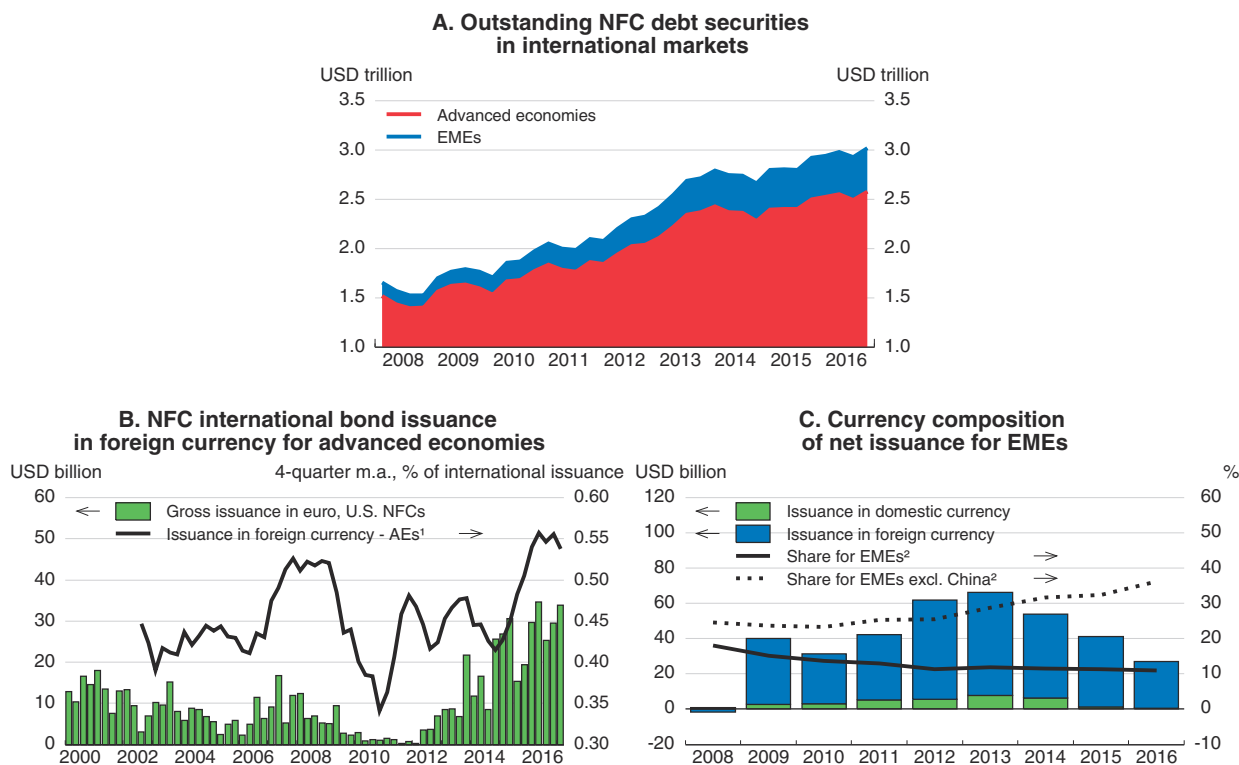 A. Outstanding NFC debt securities
in international markets
USD trillion USD trillion
3.5 3.5
Advanced economies
EMEs
3.0 3.0
2.5 2.5
2.0 2.0
1.5 1.5
1.0 1.0
2008 2009 2010 2011 2012 2013 2014 2015 2016
B. NFC international bond issuance
in foreign currency for advanced economies
USD billion 4-quarter m.a., % of international issuance
60 0.60
← Gross issuance in euro, U.S. NFCs
Issuance in foreign currency - AEs¹ →
50 0.55
40 0.50
30 0.45
20 0.40
10 0.35
0 0.30
2000 2002 2004 2006 2008 2010 2012 2014 2016
C. Currency composition
of net issuance for EMEs
USD billion %
120 60
← Issuance in domestic currency
100 50
← Issuance in foreign currency
Share for EMEs² →
80 40
Share for EMEs excl. China² →
60 30
40 20
20 10
0 0
-20 -10
2008 2009 2010 2011 2012 2013 2014 2015 2016